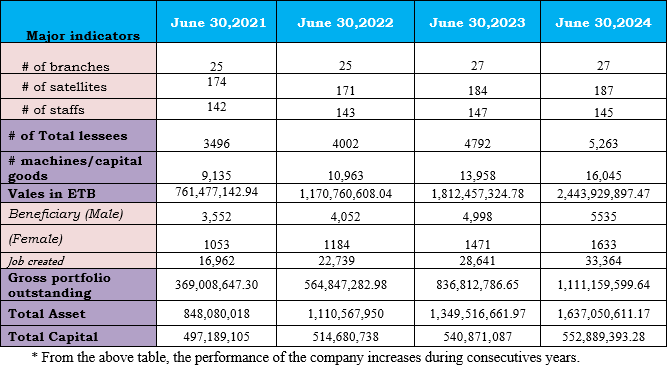 Major indicators June 30,2021 June 30,2022 June 30,2023 June 30,2024
# of branches 25 25 27 27
# of satellites 174 171 184 187
# of staffs 142 143 147 145
# of Total lessees 3496 4002 4792 5,263
# machines/capital
goods 9,135 10,963 13,958 16,045
Vales in ETB 761,477,142.94 1,170,760,608.04 1,812,457,324.78 2,443,929,897.47
Beneficiary (Male) 3,552 4,052 4,998 5535
(Female) 1053 1184 1471 1633
Job created 16,962 22,739 28,641 33,364
Gross portfolio
outstanding 369,008,647.30 564,847,282.98 836,812,786.65 1,111,159,599.64
Total Asset 848,080,018 1,110,567,950 1,349,516,661.97 1,637,050,611.17
Total Capital 497,189,105 514,680,738 540,871,087 552,889,393.28
* From the above table, the performance of the company increases during consecutives years.